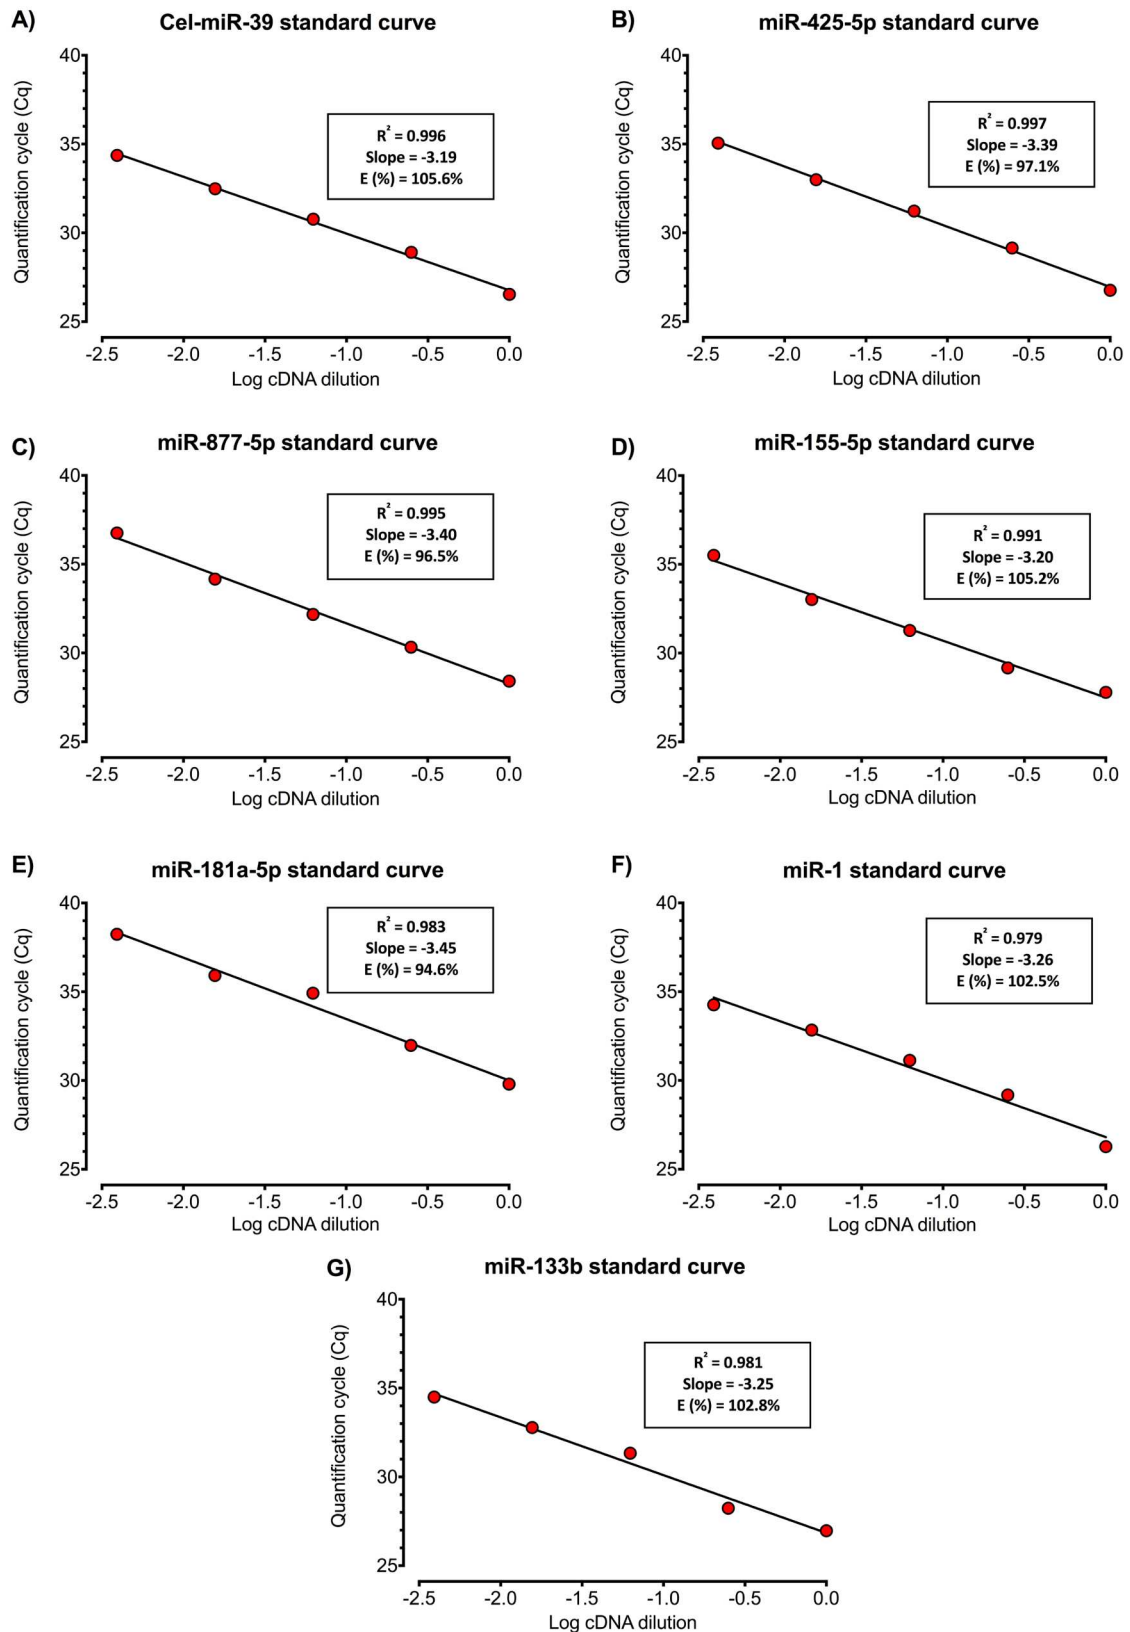 A)
Cel-miR-39 standard curve
Quantification cycle (Cq)
40
35
30
25
R² = 0.996
Slope = -3.19
E (%) = 105.6%
-2.5 -2.0 -1.5 -1.0 -0.5 0.0
Log cDNA dilution
B)
miR-425-5p standard curve
Quantification cycle (Cq)
40
35
30
25
R² = 0.997
Slope = -3.39
E (%) = 97.1%
-2.5 -2.0 -1.5 -1.0 -0.5 0.0
Log cDNA dilution
C)
miR-877-5p standard curve
Quantification cycle (Cq)
40
35
30
25
R² = 0.995
Slope = -3.40
E (%) = 96.5%
-2.5 -2.0 -1.5 -1.0 -0.5 0.0
Log cDNA dilution
D)
miR-155-5p standard curve
Quantification cycle (Cq)
40
35
30
25
R² = 0.991
Slope = -3.20
E (%) = 105.2%
-2.5 -2.0 -1.5 -1.0 -0.5 0.0
Log cDNA dilution
E)
miR-181a-5p standard curve
Quantification cycle (Cq)
40
35
30
25
R² = 0.983
Slope = -3.45
E (%) = 94.6%
-2.5 -2.0 -1.5 -1.0 -0.5 0.0
Log cDNA dilution
F)
miR-1 standard curve
Quantification cycle (Cq)
40
35
30
25
R² = 0.979
Slope = -3.26
E (%) = 102.5%
-2.5 -2.0 -1.5 -1.0 -0.5 0.0
Log cDNA dilution
G)
miR-133b standard curve
Quantification cycle (Cq)
40
35
30
25
R² = 0.981
Slope = -3.25
E (%) = 102.8%
-2.5 -2.0 -1.5 -1.0 -0.5 0.0
Log cDNA dilution